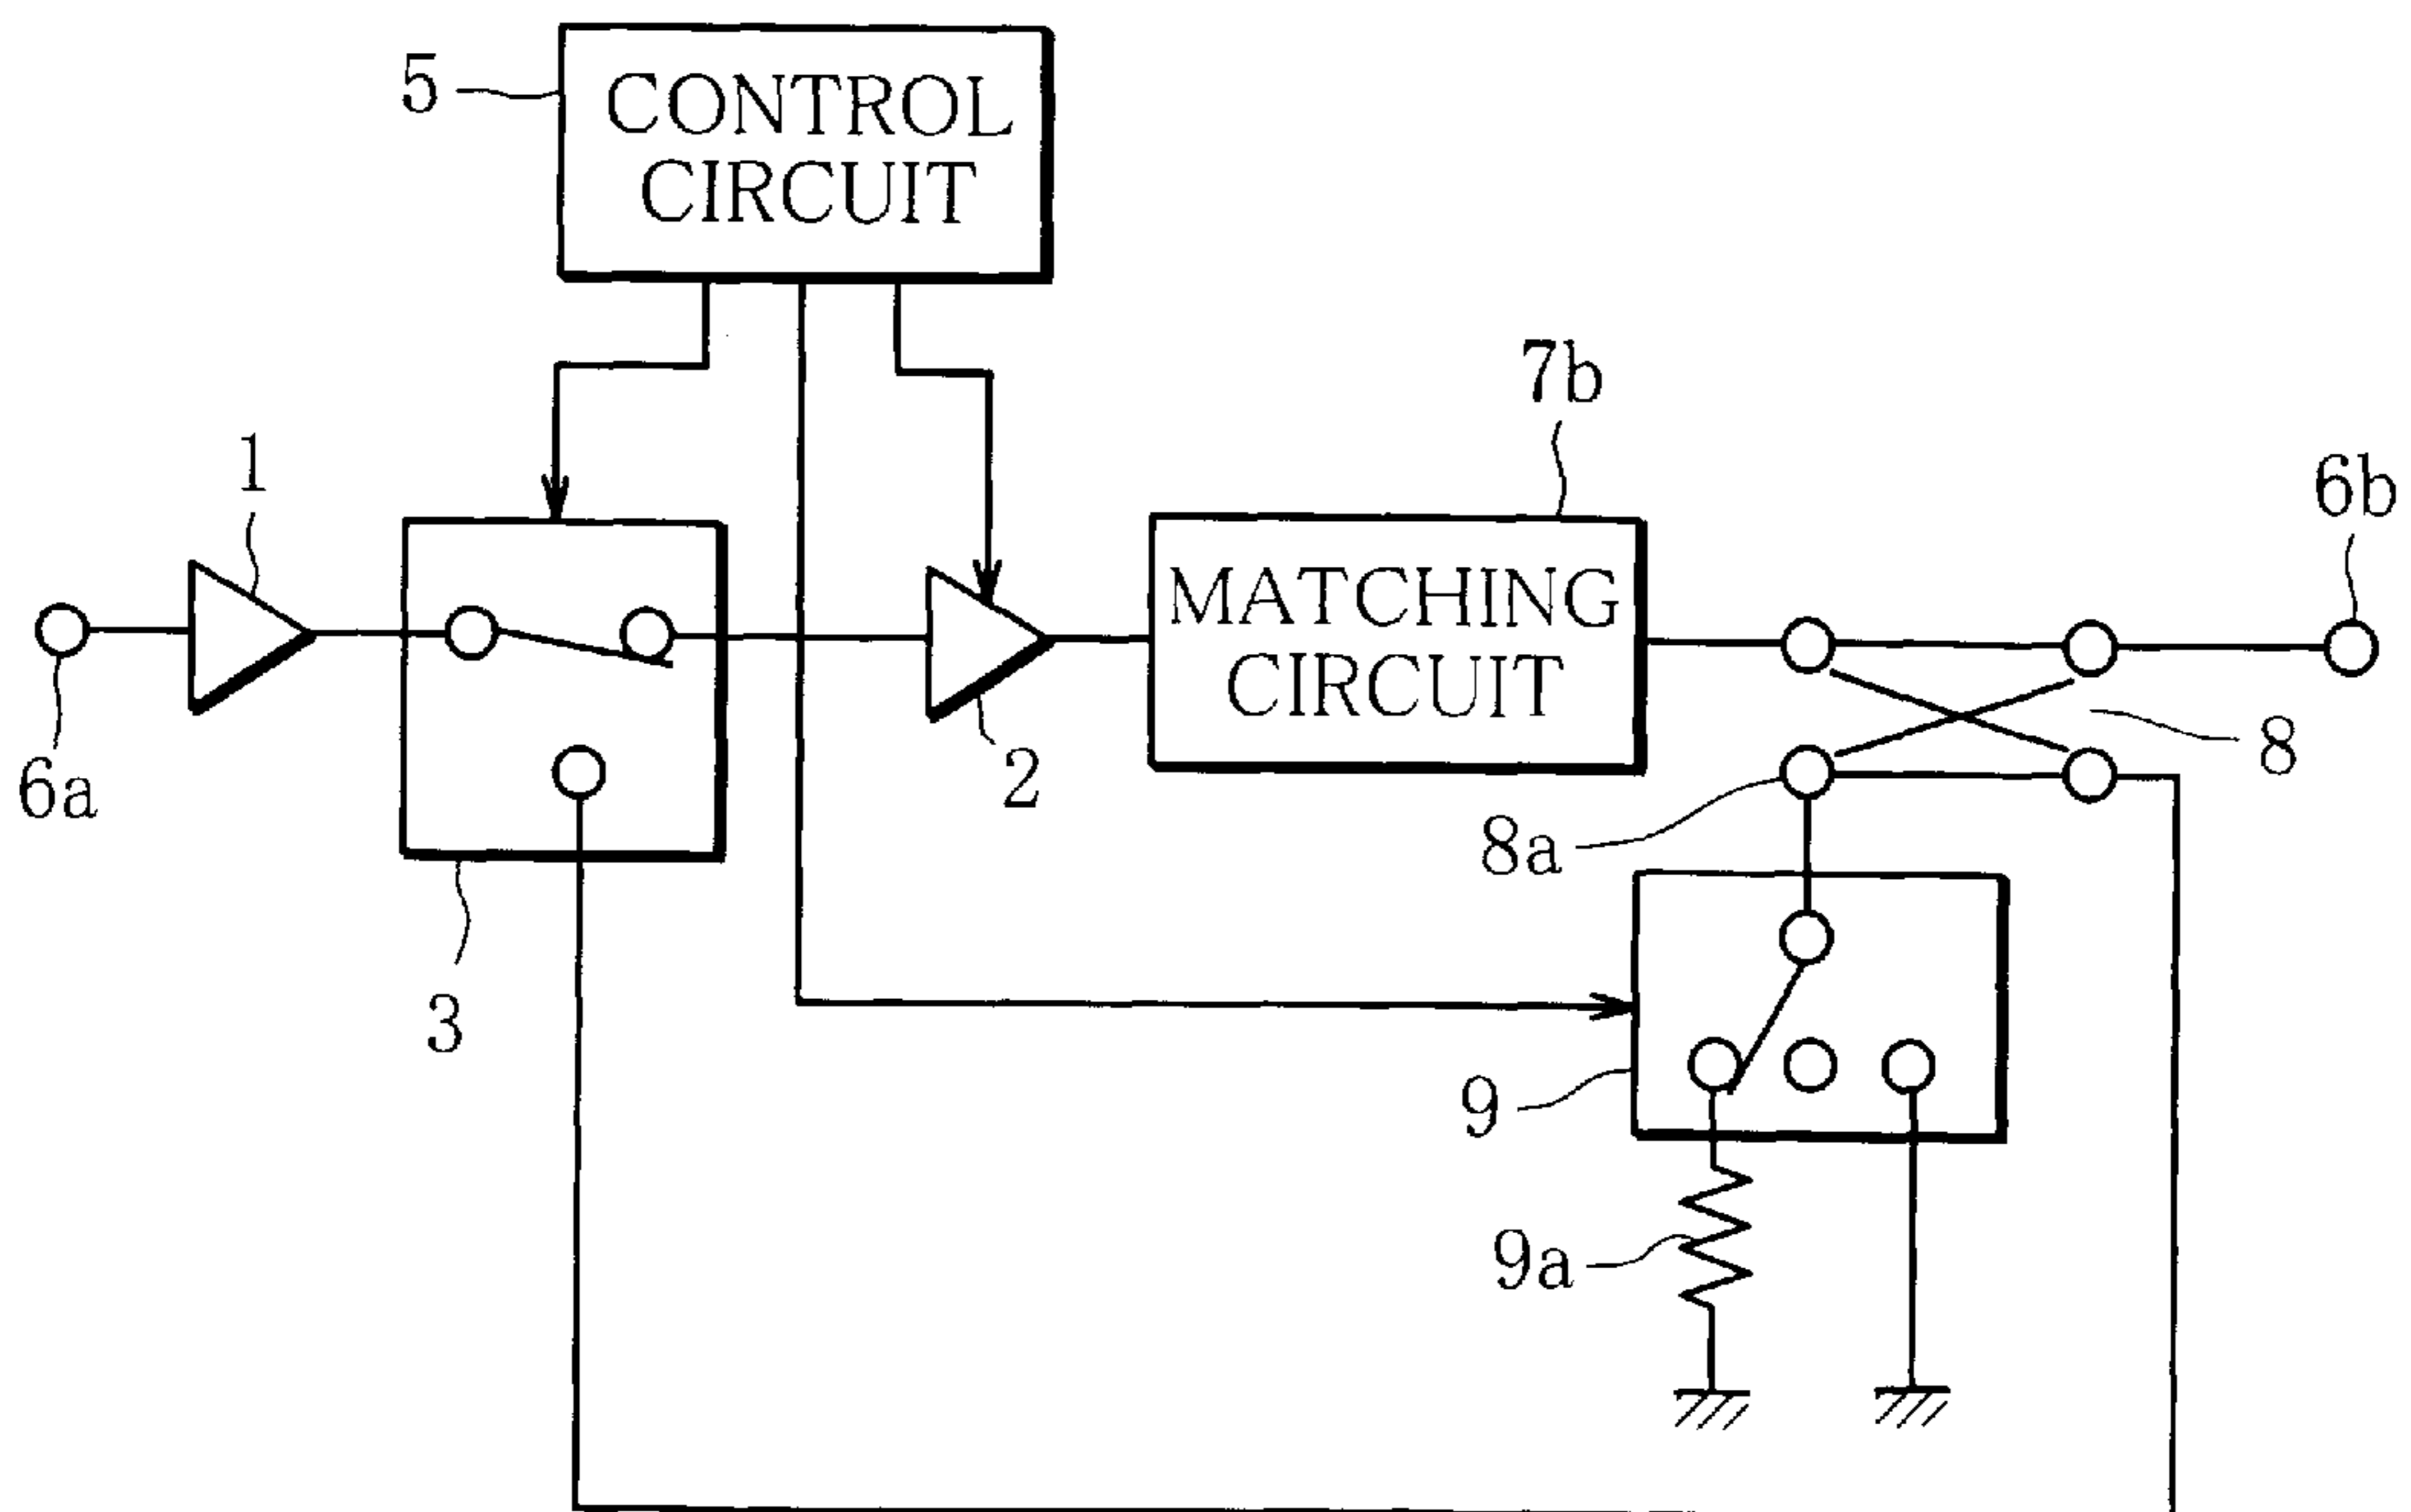 5
CONTROL
CIRCUIT
7b
6b
1
MATCHING
CIRCUIT
8
6a
2
8a
3
9
9a